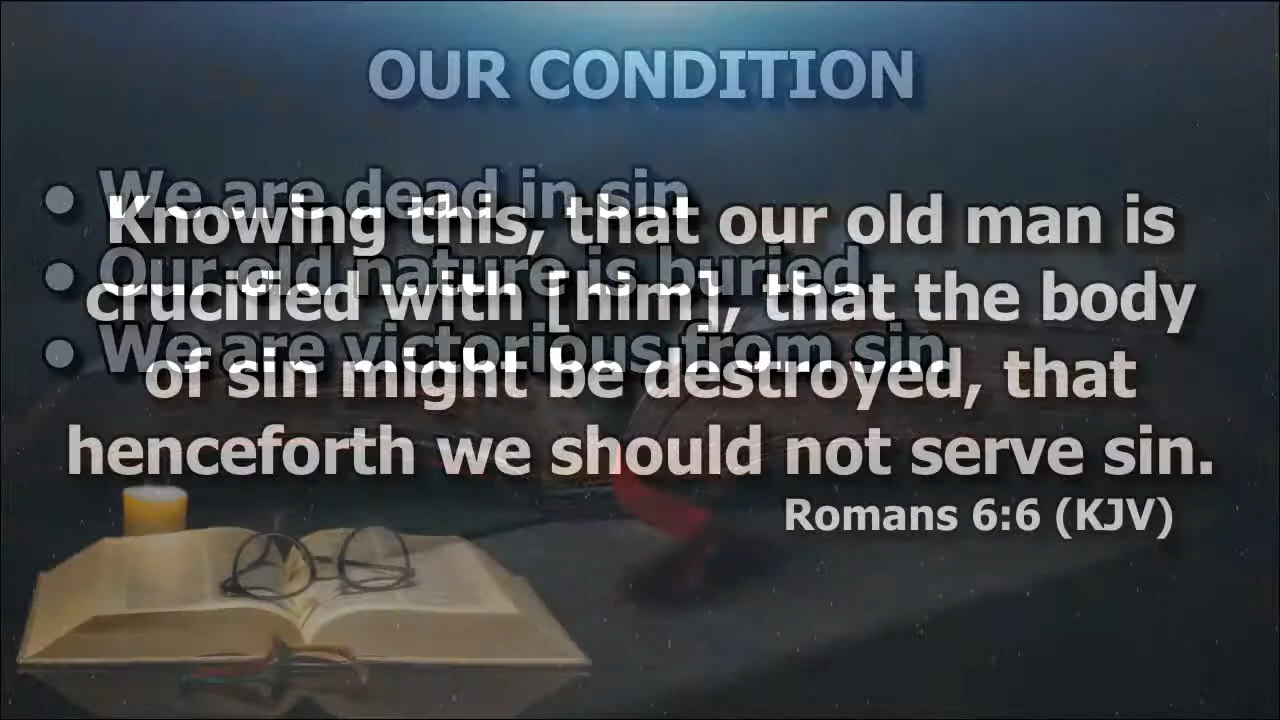 OUR CONDITION
• We are dead in sin
• Our old nature is buried
• We are victorious from sin
Knowing this, that our old man is
crucified with [him], that the body
of sin might be destroyed, that
henceforth we should not serve sin.
Romans 6:6 (KJV)